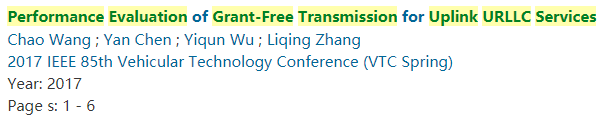 Performance Evaluation of Grant-Free Transmission for Uplink URLLC Services
Chao Wang ; Yan Chen ; Yiqun Wu ; Liqing Zhang
2017 IEEE 85th Vehicular Technology Conference (VTC Spring)
Year: 2017
Page s: 1 - 6